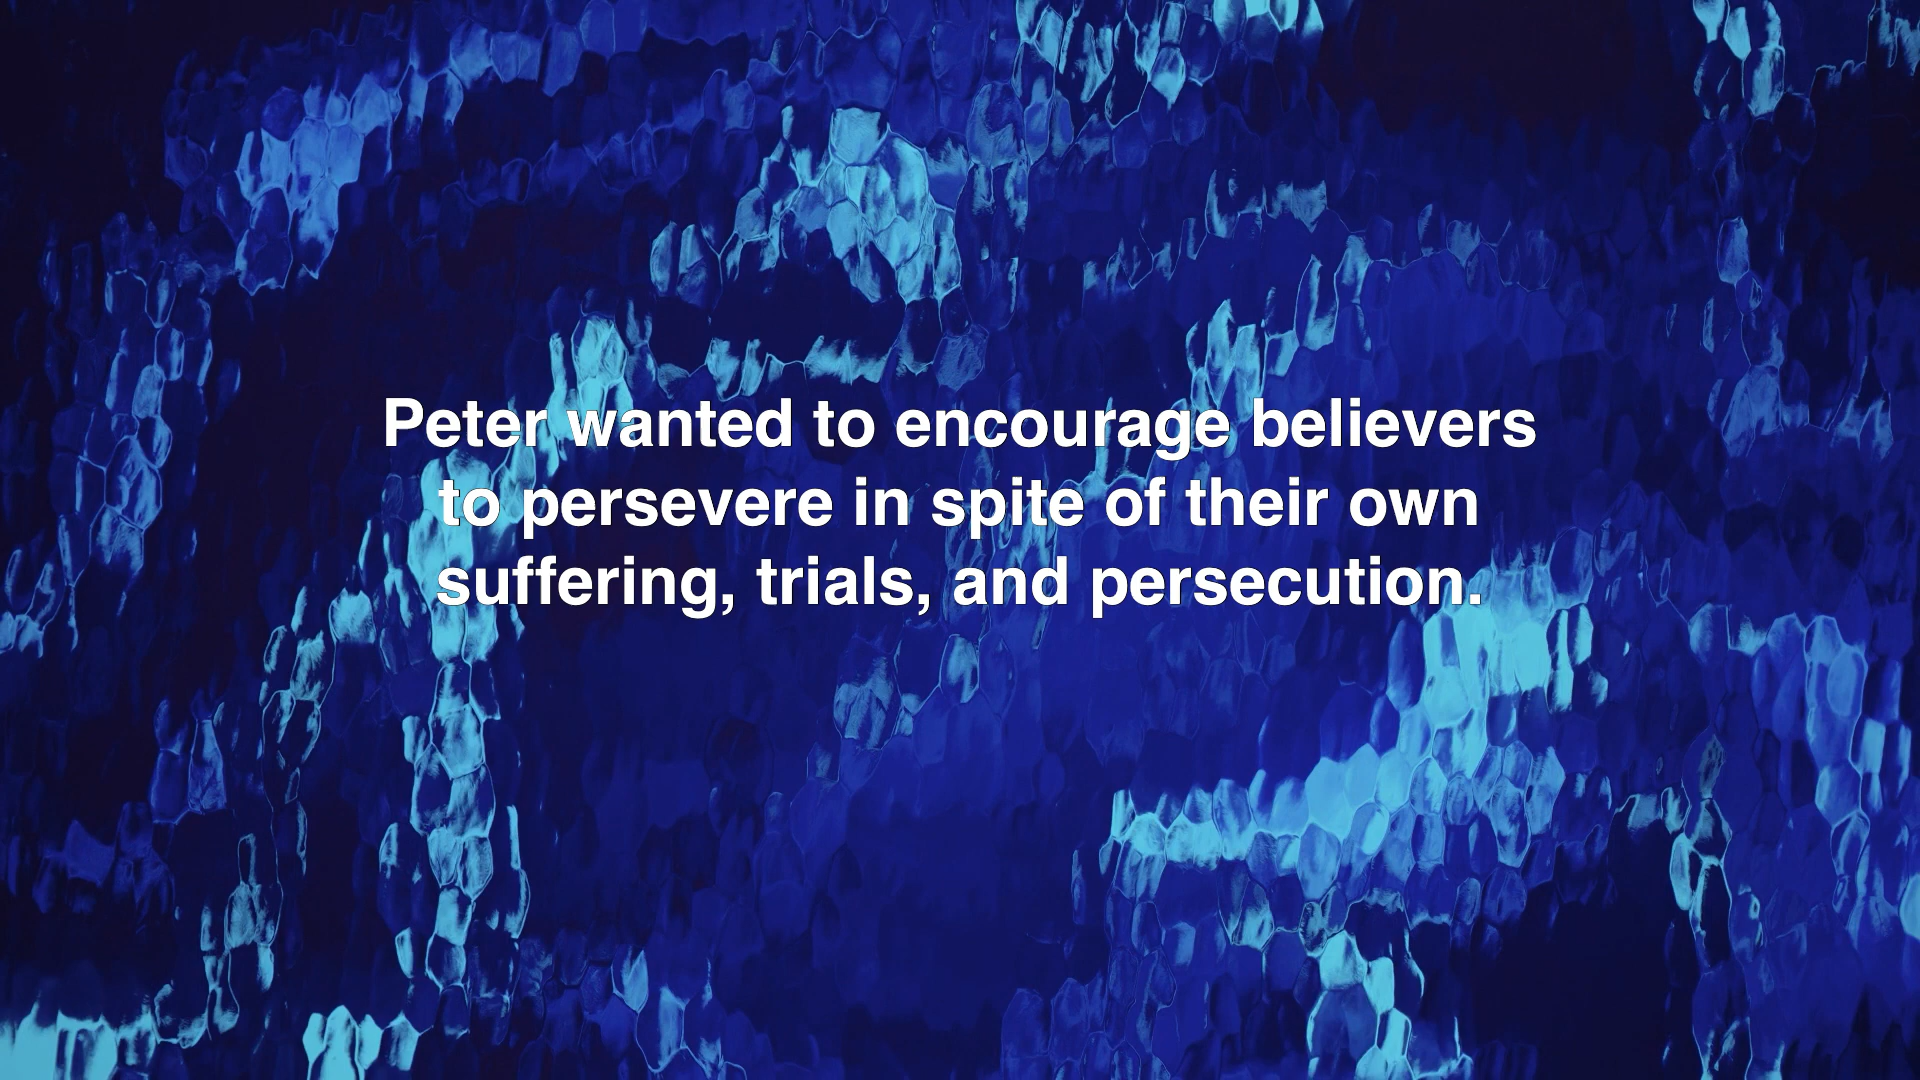 Peter wanted to encourage believers
to persevere in spite of their own
suffering, trials, and persecution.